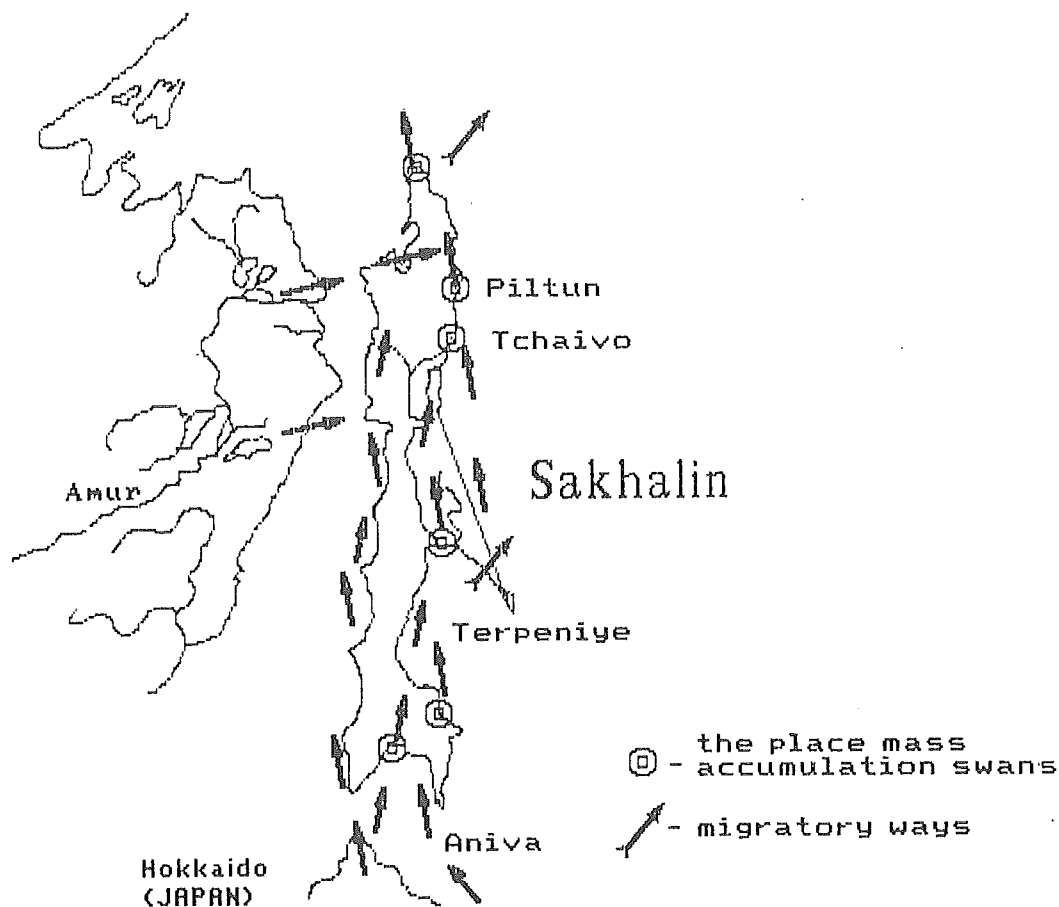 Piltun
Tchaivo
Sakhalin
Amur
Terpeniye
the place mass
- accumulation swans
- migratory ways
Aniva
Hokkaido
(JAPAN)